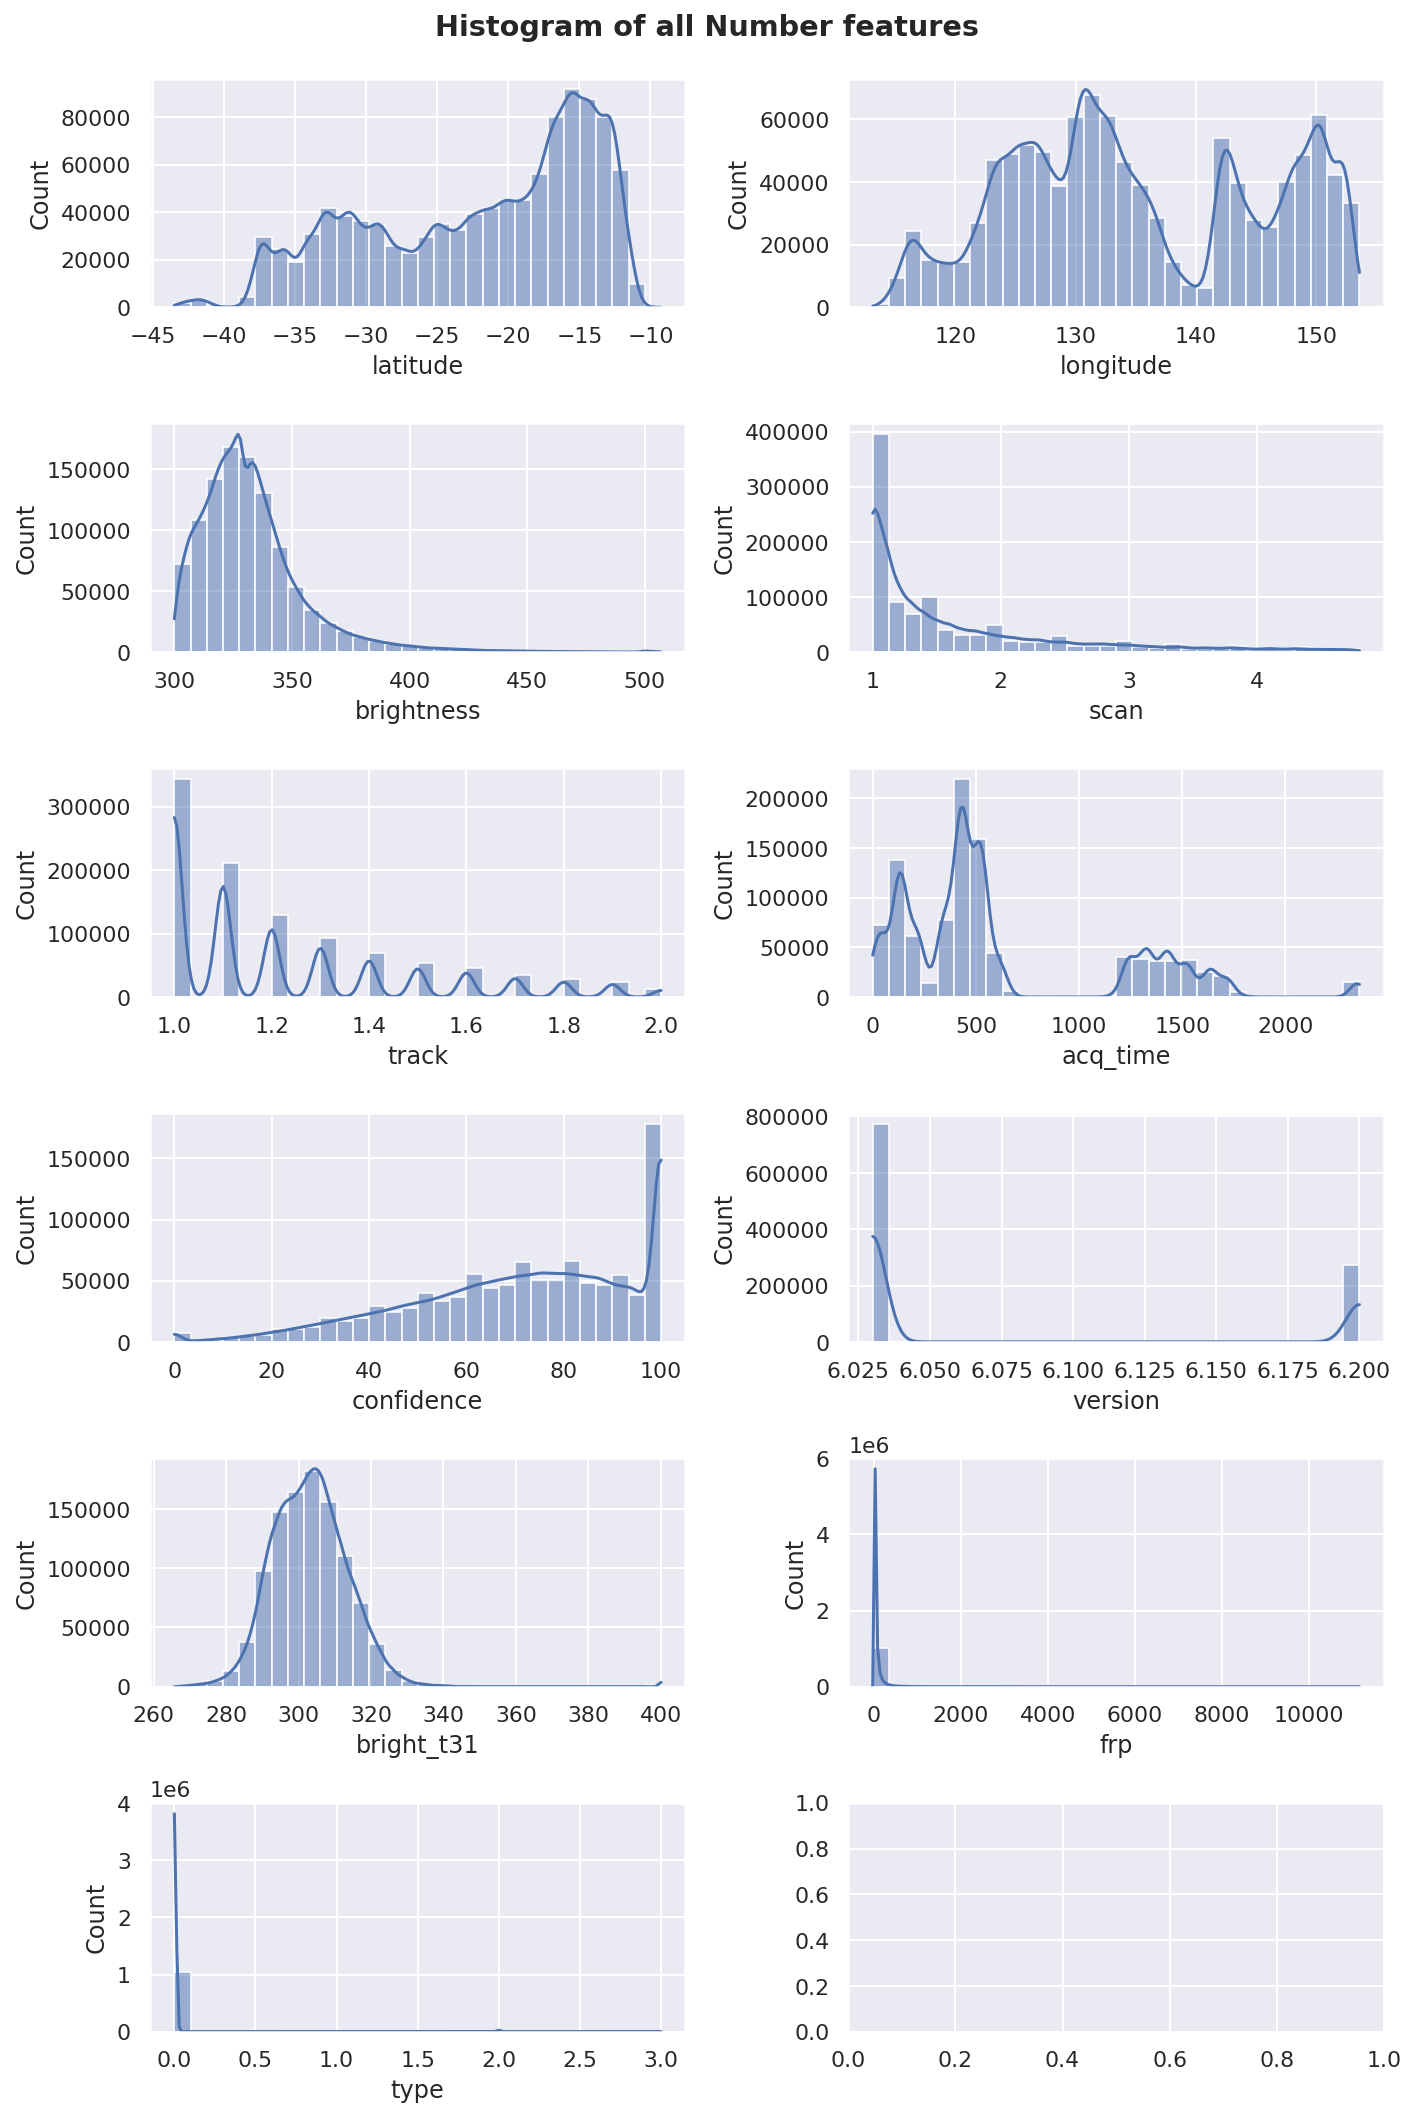 Histogram of all Number features
80000
60000
40000
20000
0
Count
−45 −40 −35 −30 −25 −20 −15 −10
latitude
60000
40000
20000
0
Count
120 130 140 150
longitude
150000
100000
50000
0
Count
300 350 400 450 500
brightness
400000
300000
200000
100000
0
Count
1 2 3 4
scan
300000
200000
100000
0
Count
1.0 1.2 1.4 1.6 1.8 2.0
track
200000
150000
100000
50000
0
Count
0 500 1000 1500 2000
acq_time
150000
100000
50000
0
Count
0 20 40 60 80 100
confidence
800000
600000
400000
200000
0
Count
6.025 6.050 6.075 6.100 6.125 6.150 6.175 6.200
version
150000
100000
50000
0
Count
260 280 300 320 340 360 380 400
bright_t31
1e6
6
4
2
0
Count
0 2000 4000 6000 8000 10000
frp
1e6
4
3
2
1
0
Count
0.0 0.5 1.0 1.5 2.0 2.5 3.0
type
1.0
0.8
0.6
0.4
0.2
0.0
0.0 0.2 0.4 0.6 0.8 1.0